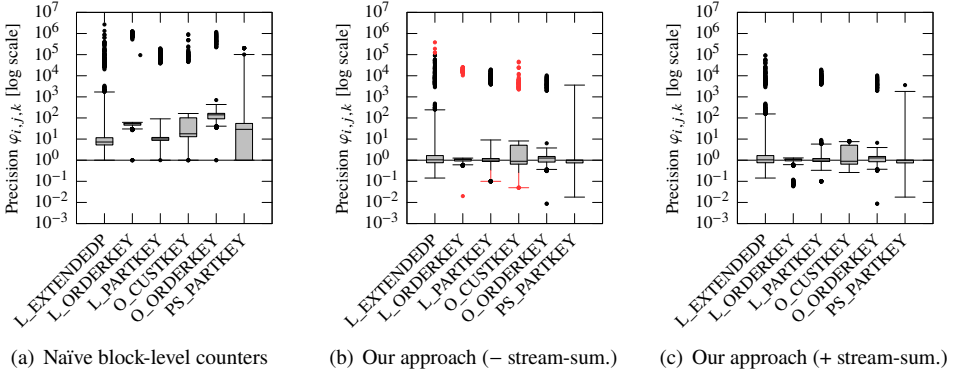 Precision φi,j,k [log scale]
10^7
10^6
10^5
10^4
10^3
10^2
10^1
10^0
10^−1
10^−2
10^−3
L_EXTENDEDP
L_ORDERKEY
L_PARTKEY
O_CUSTKEY
O_ORDERKEY
PS_PARTKEY
(a) Naïve block-level counters
Precision φi,j,k [log scale]
10^7
10^6
10^5
10^4
10^3
10^2
10^1
10^0
10^−1
10^−2
10^−3
L_EXTENDEDP
L_ORDERKEY
L_PARTKEY
O_CUSTKEY
O_ORDERKEY
PS_PARTKEY
(b) Our approach (− stream-sum.)
Precision φi,j,k [log scale]
10^7
10^6
10^5
10^4
10^3
10^2
10^1
10^0
10^−1
10^−2
10^−3
L_EXTENDEDP
L_ORDERKEY
L_PARTKEY
O_CUSTKEY
O_ORDERKEY
PS_PARTKEY
(c) Our approach (+ stream-sum.)